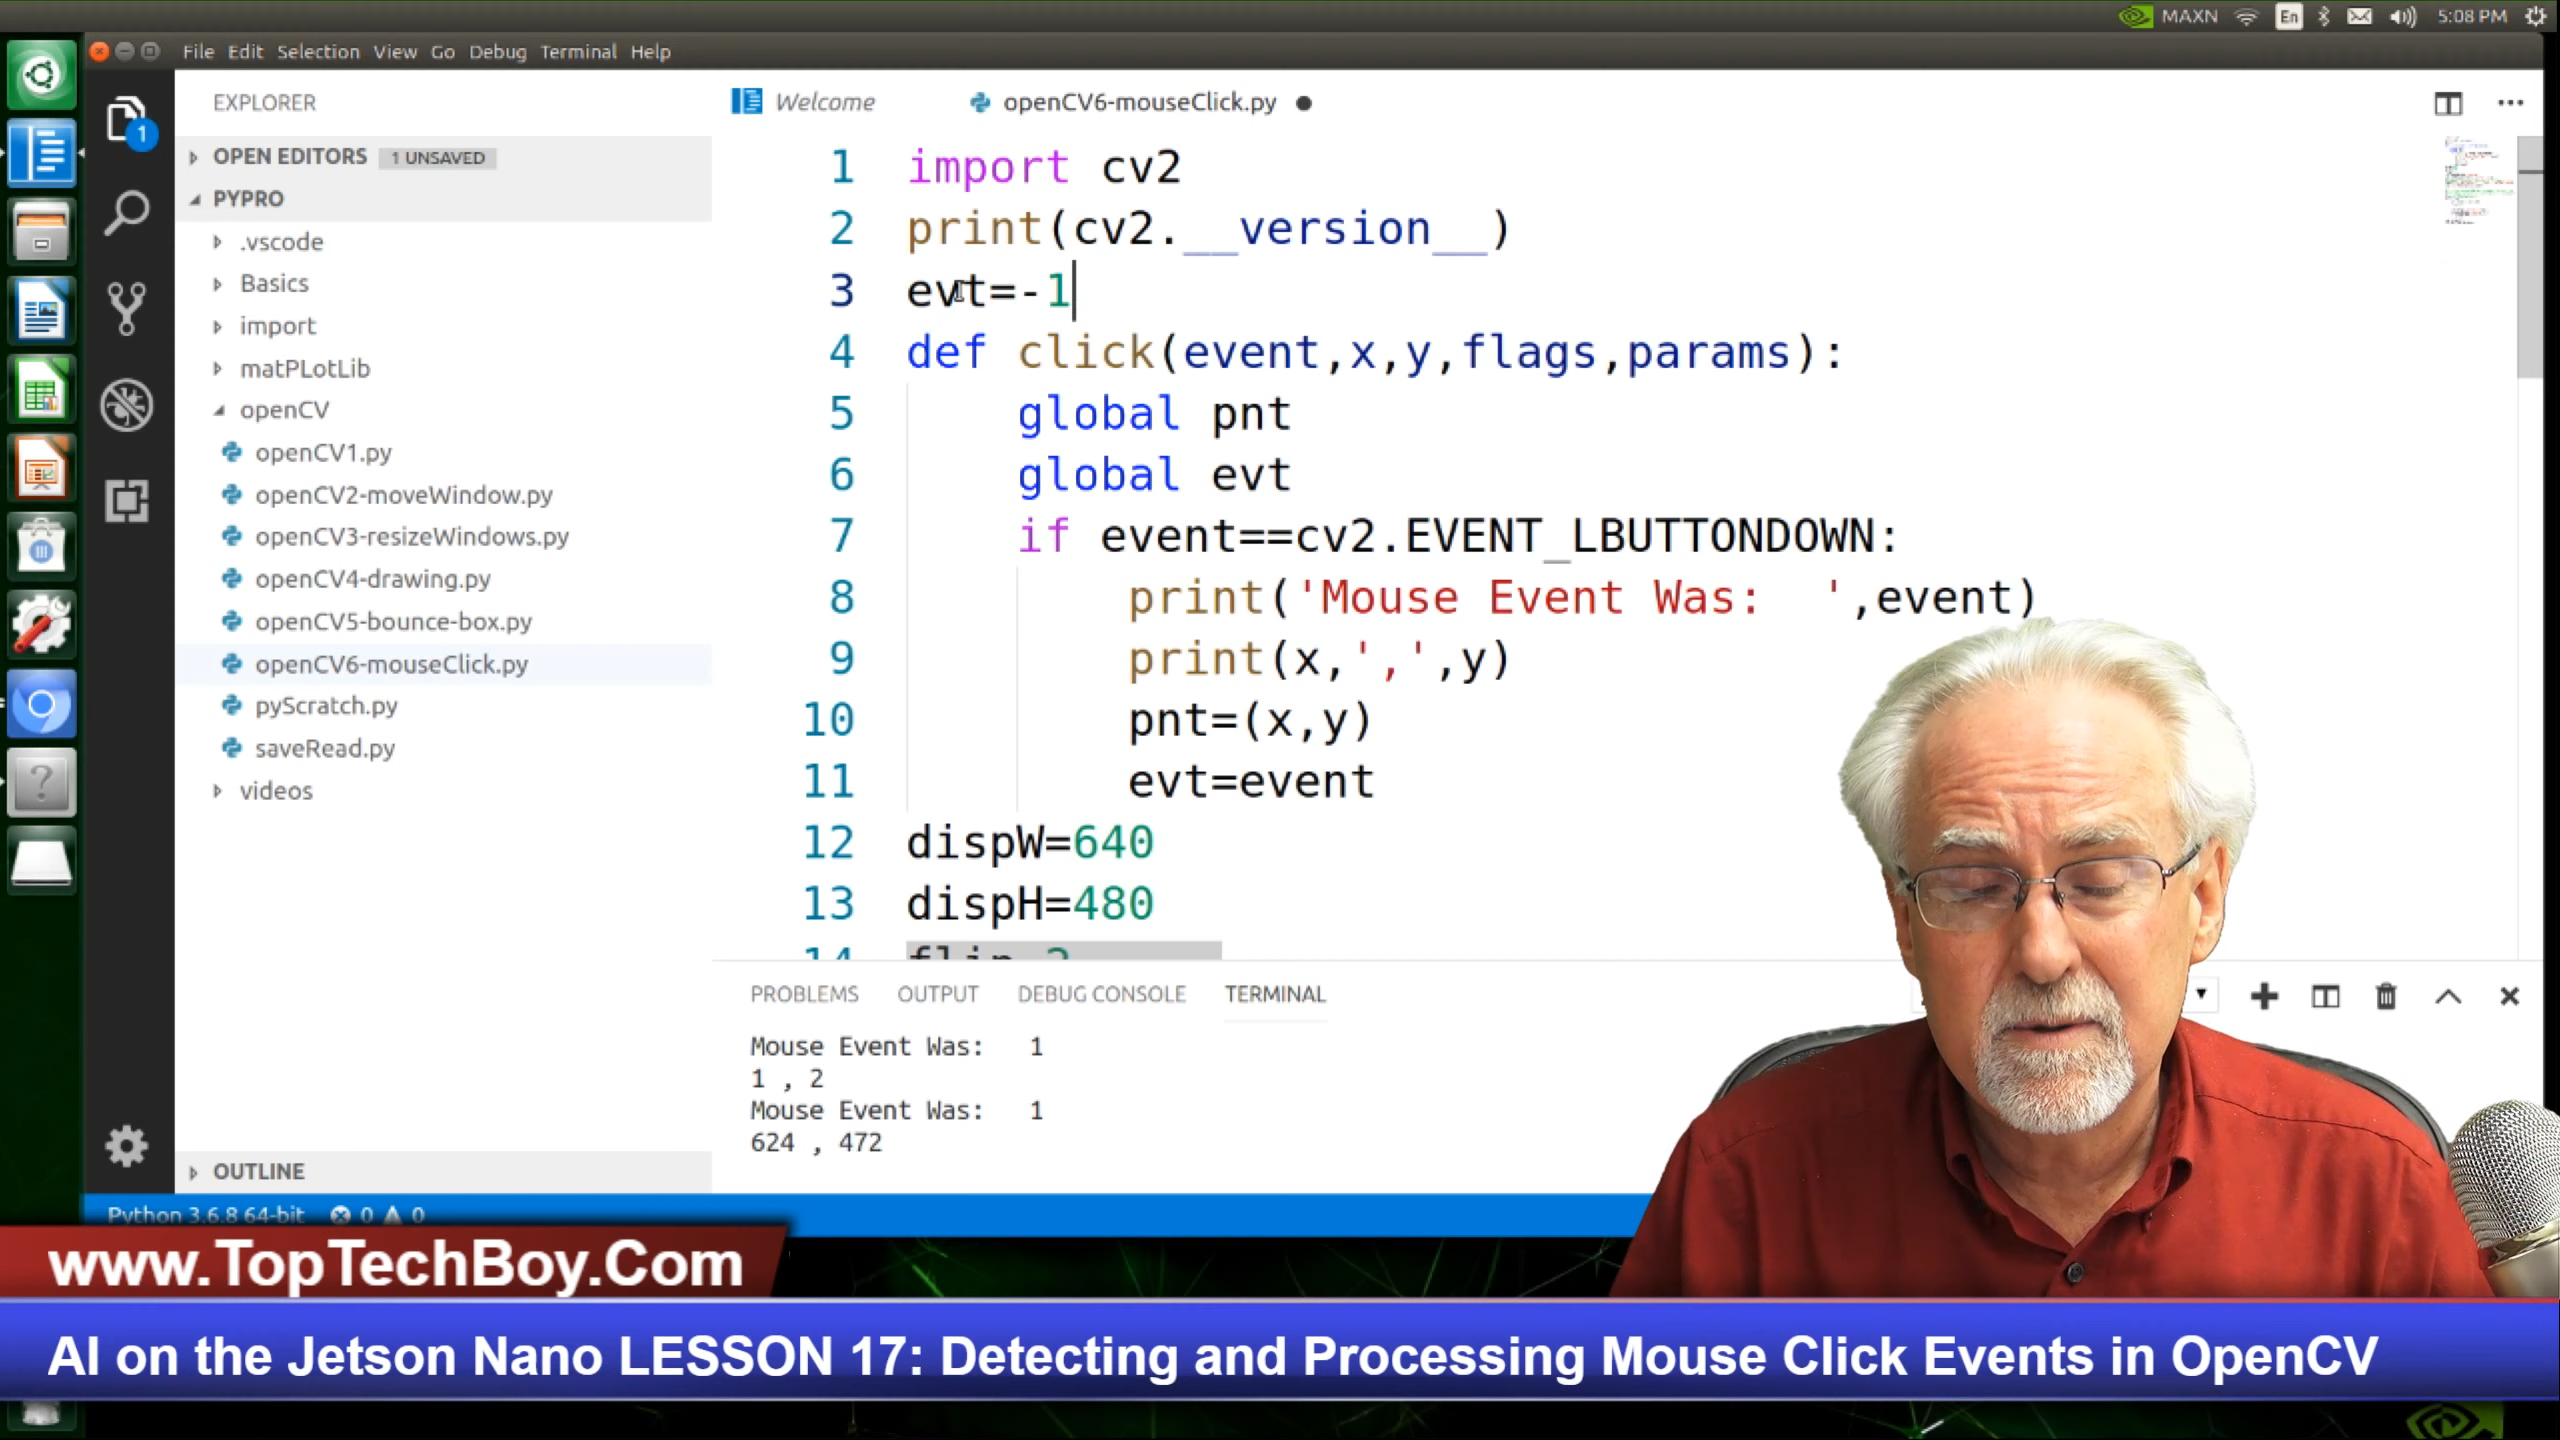 MAXN En 5:08 PM
File Edit Selection View Go Debug Terminal Help
EXPLORER
OPEN EDITORS 1 UNSAVED
PYPRO
.vscode
Basics
import
matPLotLib
openCV
openCV1.py
openCV2-moveWindow.py
openCV3-resizeWindows.py
openCV4-drawing.py
openCV5-bounce-box.py
openCV6-mouseClick.py
pyScratch.py
saveRead.py
videos
OUTLINE
1
Welcome openCV6-mouseClick.py
1 import cv2
2 print(cv2.__version__)
3 evt=-1
4 def click(event,x,y,flags,params):
5 global pnt
6 global evt
7 if event==cv2.EVENT_LBUTTONDOWN:
8 print('Mouse Event Was:  ',event)
9 print(x,',',y)
10 pnt=(x,y)
11 evt=event
12 dispW=640
13 dispH=480
PROBLEMS OUTPUT DEBUG CONSOLE TERMINAL
Mouse Event Was:   1
1 , 2
Mouse Event Was:   1
624 , 472
Python 3.6.8 64-bit 0 0
www.TopTechBoy.Com
AI on the Jetson Nano LESSON 17: Detecting and Processing Mouse Click Events in OpenCV